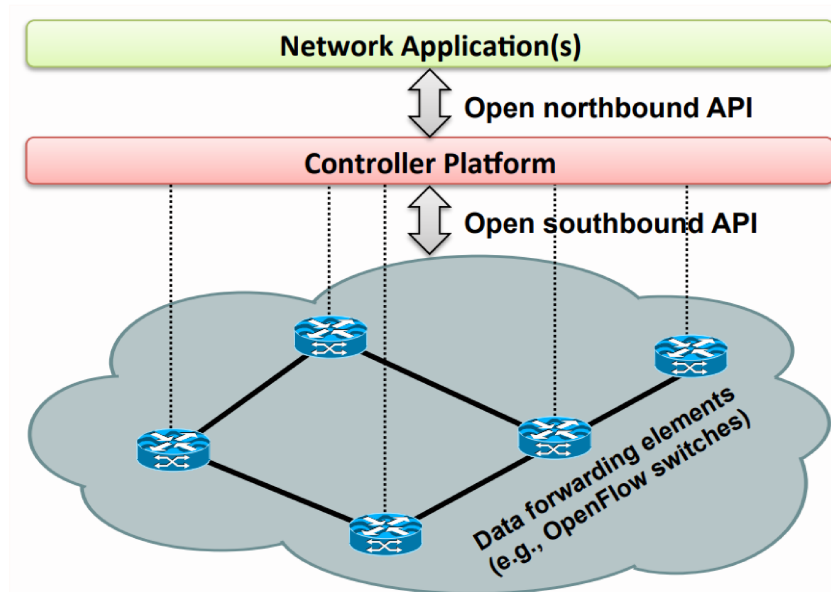 Network Application(s)
Open northbound API
Controller Platform
Open southbound API
Data forwarding elements
(e.g., OpenFlow switches)